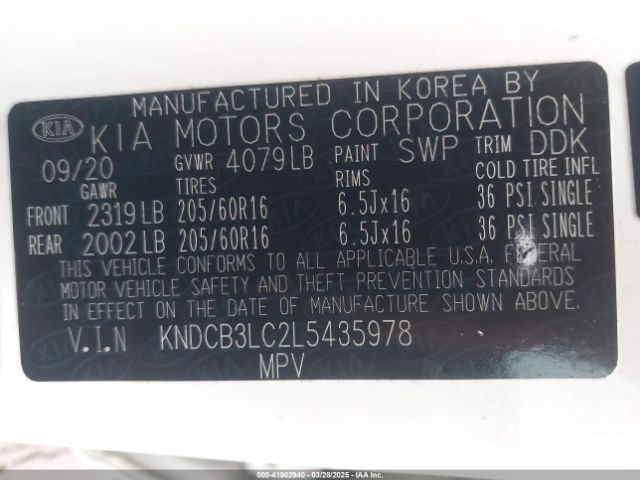 MANUFACTURED IN KOREA BY
KIA KIA MOTORS CORPORATION
09/20 GVWR 4079LB PAINT SWP TRIM DDK
GAWR TIRES RIMS COLD TIRE INFL
FRONT 2319LB 205/60R16 6.5Jx16 36 PSI.SINGLE
REAR 2002LB 205/60R16 6.5Jx16 36 PSI.SINGLE
THIS VEHICLE CONFORMS TO ALL APPLICABLE U.S.A. FEDERAL
MOTOR VEHICLE SAFETY AND THEFT PREVENTION STANDARDS
IN EFFECT ON THE DATE OF MANUFACTURE SHOWN ABOVE.
V.I.N KNDCB3LC2L5435978
MPV
000-41902940 - 03/28/2025 - IAAI.COM